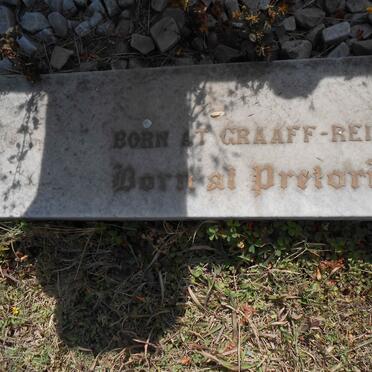 BORN AT GRAAFF-REI
Born at Pretori